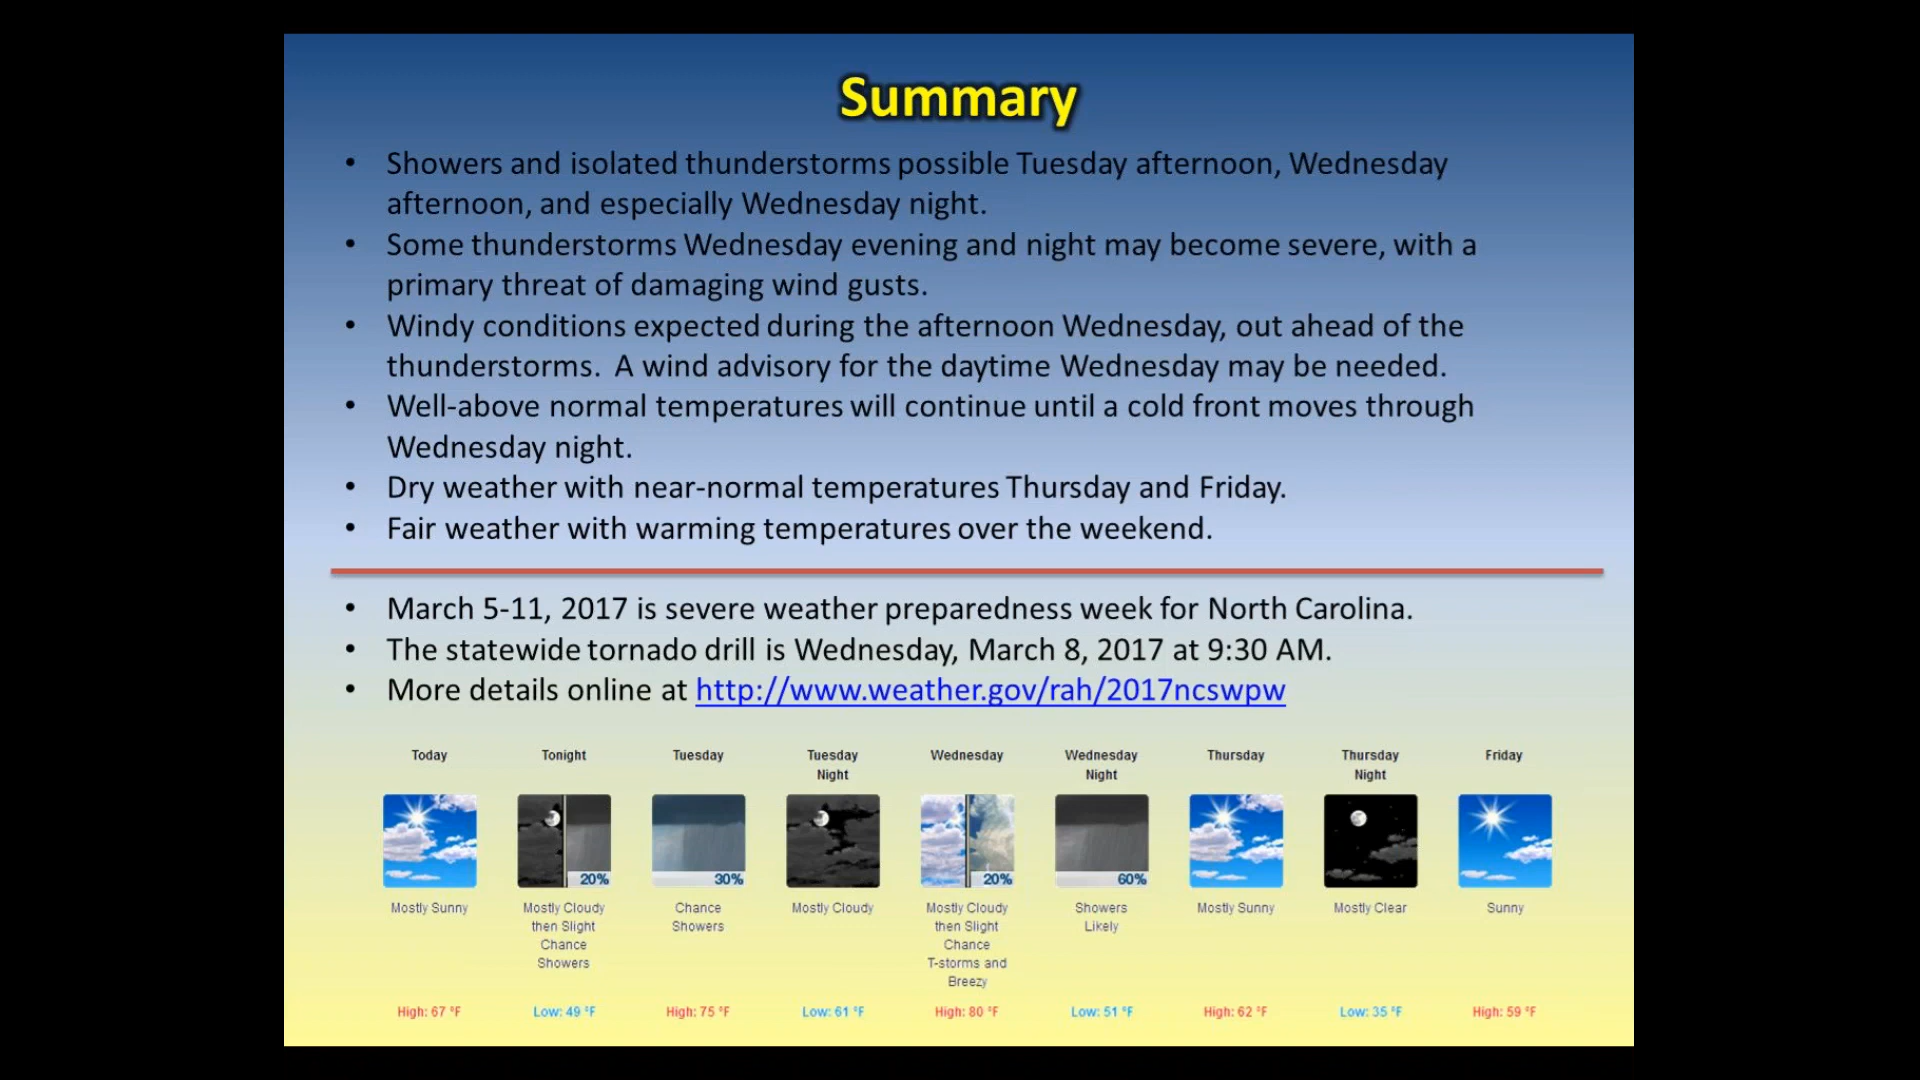 Summary
• Showers and isolated thunderstorms possible Tuesday afternoon, Wednesday
afternoon, and especially Wednesday night.
• Some thunderstorms Wednesday evening and night may become severe, with a
primary threat of damaging wind gusts.
• Windy conditions expected during the afternoon Wednesday, out ahead of the
thunderstorms.  A wind advisory for the daytime Wednesday may be needed.
• Well-above normal temperatures will continue until a cold front moves through
Wednesday night.
• Dry weather with near-normal temperatures Thursday and Friday.
• Fair weather with warming temperatures over the weekend.
• March 5-11, 2017 is severe weather preparedness week for North Carolina.
• The statewide tornado drill is Wednesday, March 8, 2017 at 9:30 AM.
• More details online at http://www.weather.gov/rah/2017ncswpw
Today
Mostly Sunny
High: 67 °F
Tonight
20%
Mostly Cloudy
then Slight
Chance
Showers
Low: 49 °F
Tuesday
30%
Chance
Showers
High: 75 °F
Tuesday
Night
Mostly Cloudy
Low: 61 °F
Wednesday
20%
Mostly Cloudy
then Slight
Chance
T-storms and
Breezy
High: 80 °F
Wednesday
Night
60%
Showers
Likely
Low: 51 °F
Thursday
Mostly Sunny
High: 62 °F
Thursday
Night
Mostly Clear
Low: 35 °F
Friday
Sunny
High: 59 °F